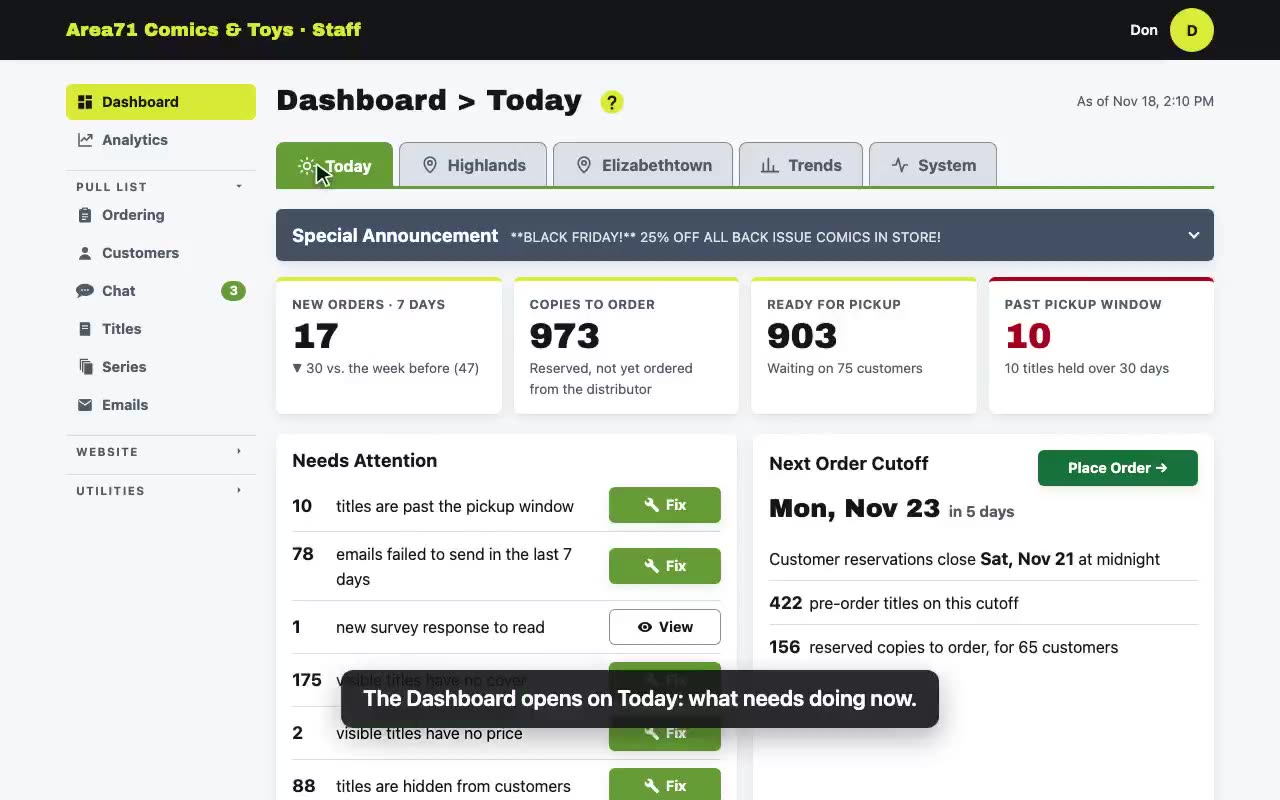 Area71 Comics & Toys · Staff
Don
D
Dashboard
Analytics
PULL LIST
Ordering
Customers
Chat
3
Titles
Series
Emails
WEBSITE
UTILITIES
Dashboard > Today
?
As of Nov 18, 2:10 PM
Today
Highlands
Elizabethtown
Trends
System
Special Announcement **BLACK FRIDAY!** 25% OFF ALL BACK ISSUE COMICS IN STORE!
NEW ORDERS · 7 DAYS
17
▼ 30 vs. the week before (47)
COPIES TO ORDER
973
Reserved, not yet ordered
from the distributor
READY FOR PICKUP
903
Waiting on 75 customers
PAST PICKUP WINDOW
10
10 titles held over 30 days
Needs Attention
10 titles are past the pickup window
Fix
78 emails failed to send in the last 7
days
Fix
1 new survey response to read
View
175 visible titles have no cover
Fix
2 visible titles have no price
Fix
88 titles are hidden from customers
Fix
Next Order Cutoff
Place Order →
Mon, Nov 23 in 5 days
Customer reservations close Sat, Nov 21 at midnight
422 pre-order titles on this cutoff
156 reserved copies to order, for 65 customers
The Dashboard opens on Today: what needs doing now.